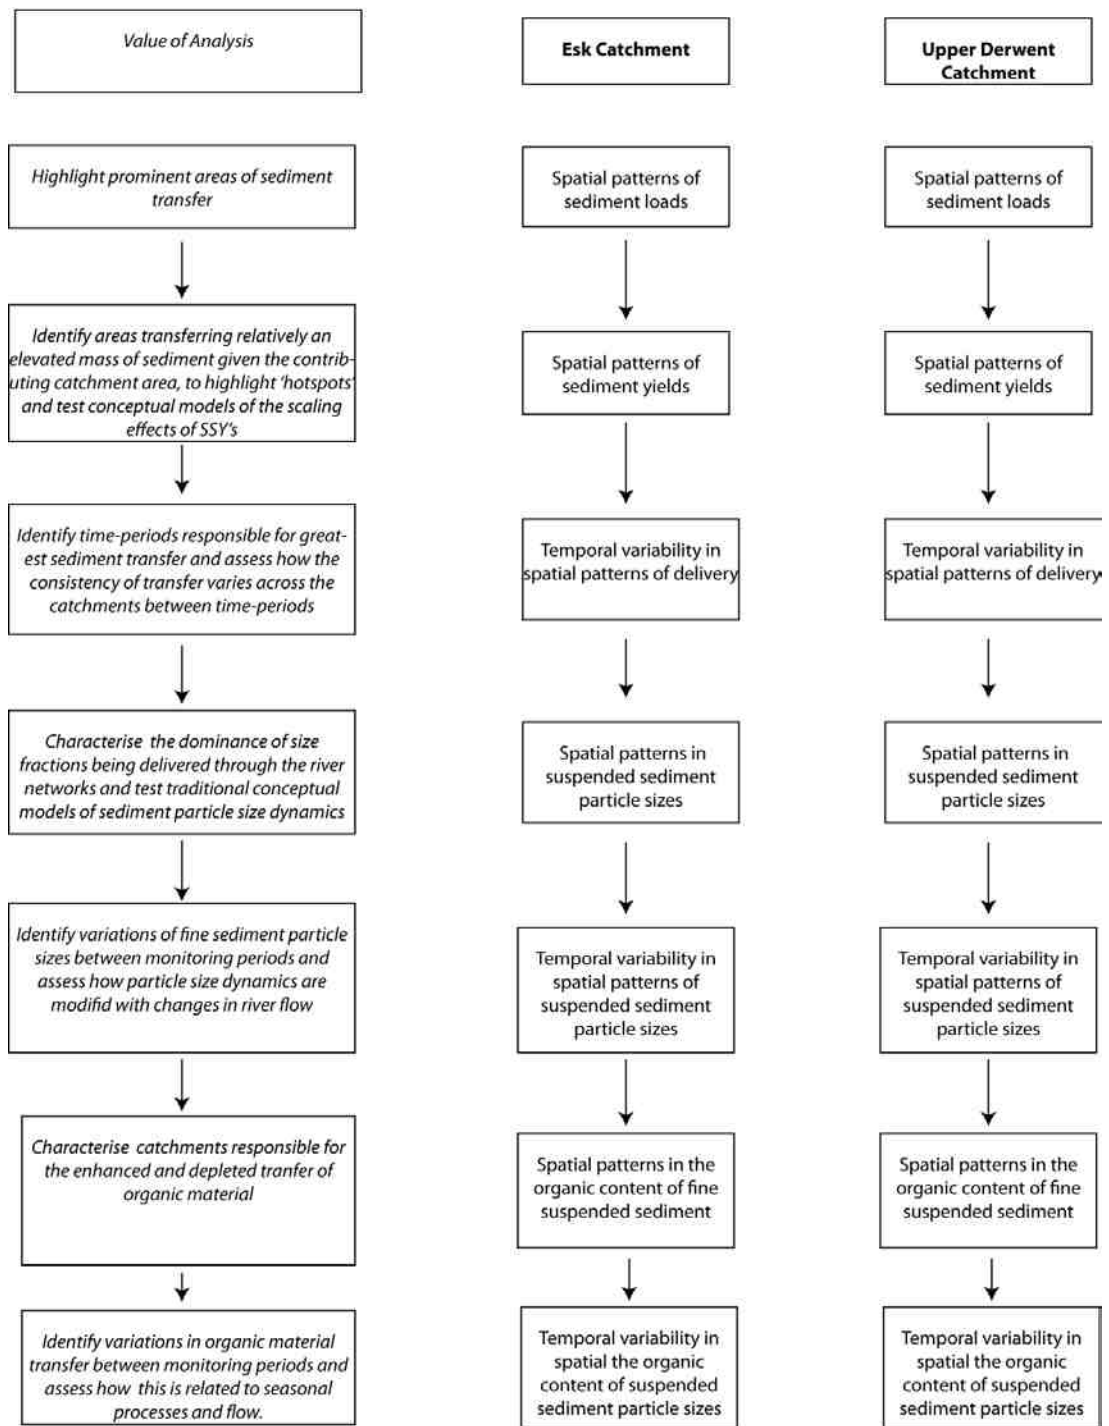 Value of Analysis
Esk Catchment
Upper Derwent
Catchment
Highlight prominent areas of sediment
transfer
Spatial patterns of
sediment loads
Spatial patterns of
sediment loads
Identify areas transferring relatively an
elevated mass of sediment given the contrib-
uting catchment area, to highlight 'hotspots'
and test conceptual models of the scaling
effects of SSY's
Spatial patterns of
sediment yields
Spatial patterns of
sediment yields
Identify time-periods responsible for great-
est sediment transfer and assess how the
consistency of transfer varies across the
catchments between time-periods
Temporal variability in
spatial patterns of delivery
Temporal variability in
spatial patterns of delivery
Characterise the dominance of size
fractions being delivered through the river
networks and test traditional conceptual
models of sediment particle size dynamics
Spatial patterns in
suspended sediment
particle sizes
Spatial patterns in
suspended sediment
particle sizes
Identify variations of fine sediment particle
sizes between monitoring periods and
assess how particle size dynamics are
modifid with changes in river flow
Temporal variability in
spatial patterns of
suspended sediment
particle sizes
Temporal variability in
spatial patterns of
suspended sediment
particle sizes
Characterise catchments responsible for
the enhanced and depleted tranfer of
organic material
Spatial patterns in the
organic content of fine
suspended sediment
Spatial patterns in the
organic content of fine
suspended sediment
Identify variations in organic material
transfer between monitoring periods and
assess how this is related to seasonal
processes and flow.
Temporal variability in
spatial the organic
content of suspended
sediment particle sizes
Temporal variability in
spatial the organic
content of suspended
sediment particle sizes